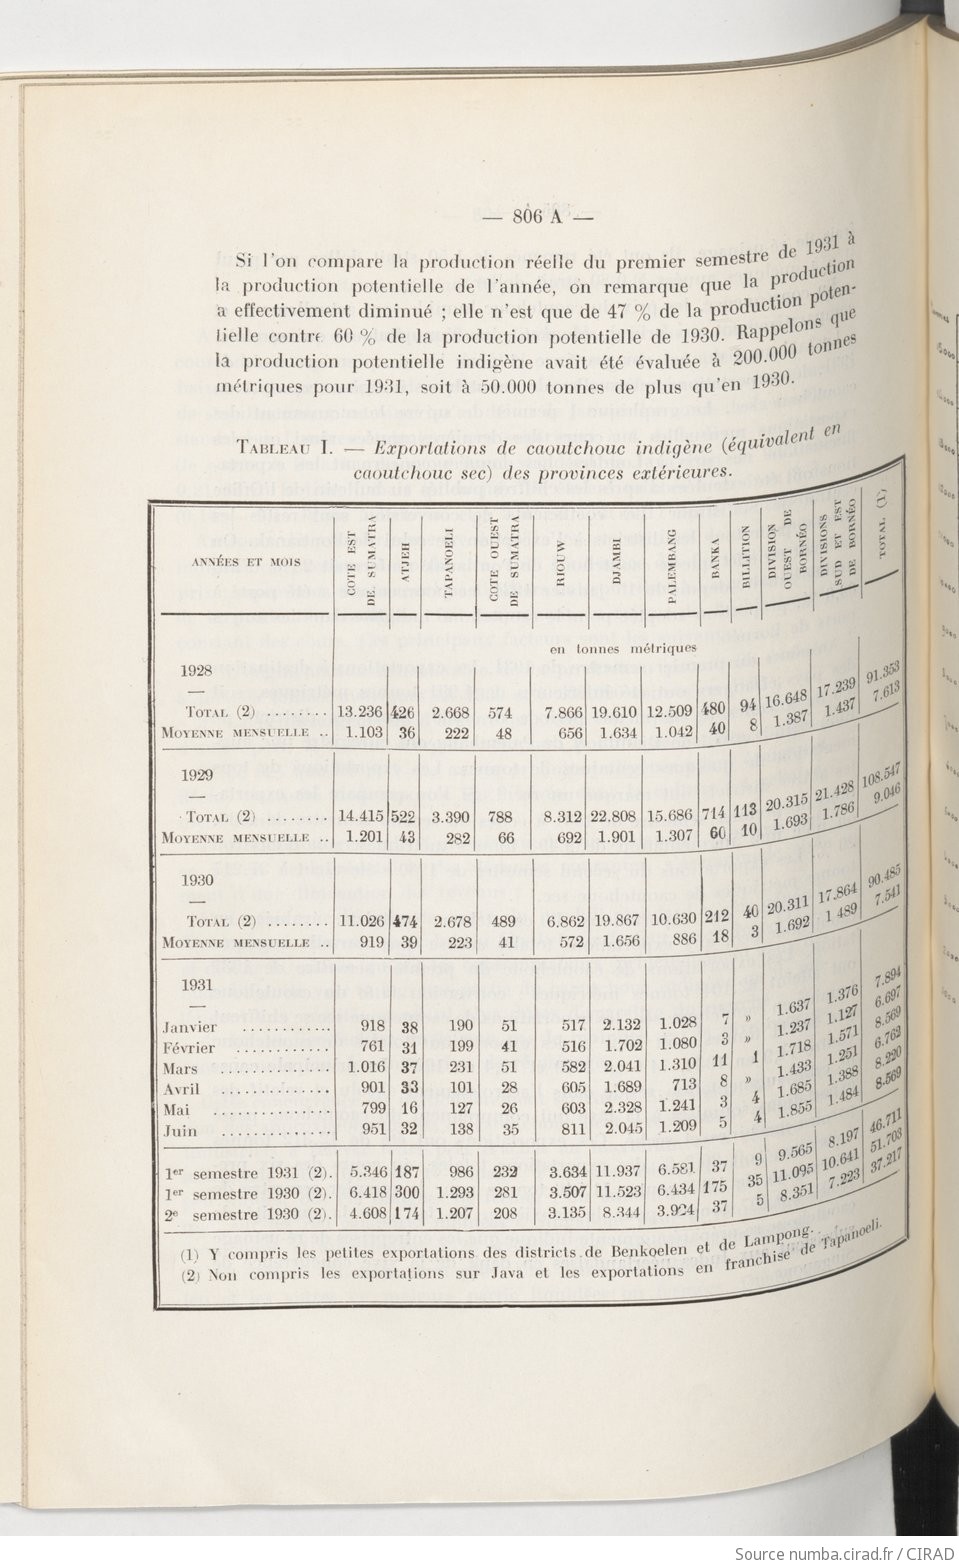 — 806 A —
Si l'on compare la production réelle du premier semestre de 1931 à
la production potentielle de l'année, on remarque que la production
a effectivement diminué ; elle n'est que de 47 % de la production poten-
tielle contre 60 % de la production potentielle de 1930. Rappelons que
la production potentielle indigène avait été évaluée à 200.000 tonnes
métriques pour 1931, soit à 50.000 tonnes de plus qu'en 1930.
TABLEAU I. — Exportations de caoutchouc indigène (équivalent en
caoutchouc sec) des provinces extérieures.
ANNÉES ET MOIS
COTE EST DE SUMATRA
ATJEH
TAPANOELI
COTE OUEST DE SUMATRA
RIOUW
DJAMBI
PALEMBANG
BANKA
BILLITION
DIVISION OUEST DE BORNÉO
DIVISIONS SUD ET EST DE BORNÉO
TOTAL (1)
en tonnes métriques
1928
—
TOTAL (2) ........ 13.236 426 2.668 574 7.866 19.610 12.509 480 94 16.648 17.239 91.353
MOYENNE MENSUELLE .. 1.103 36 222 48 656 1.634 1.042 40 8 1.387 1.437 7.613
1929
—
TOTAL (2) ........ 14.415 522 3.390 788 8.312 22.808 15.686 714 113 20.315 21.428 108.547
MOYENNE MENSUELLE .. 1.201 43 282 66 692 1.901 1.307 60 10 1.693 1.786 9.046
1930
—
TOTAL (2) ........ 11.026 474 2.678 489 6.862 19.867 10.630 212 40 20.311 17.864 90.485
MOYENNE MENSUELLE .. 919 39 223 41 572 1.656 886 18 3 1.692 1 489 7.541
1931
—
Janvier ............ 918 38 190 51 517 2.132 1.028 7 » 1.637 1.376 7.894
Février ............ 761 31 199 41 516 1.702 1.080 3 » 1.237 1.127 6.697
Mars .............. 1.016 37 231 51 582 2.041 1.310 11 1 1.718 1.571 8.569
Avril .............. 901 33 101 28 605 1.689 713 8 » 1.433 1.251 6.762
Mai ............... 799 16 127 26 603 2.328 1.241 3 4 1.685 1.388 8.220
Juin .............. 951 32 138 35 811 2.045 1.209 5 4 1.855 1.484 8.569
1er semestre 1931 (2). 5.346 187 986 232 3.634 11.937 6.581 37 9 9.565 8.197 46.711
1er semestre 1930 (2). 6.418 300 1.293 281 3.507 11.523 6.434 175 35 11.095 10.641 51.703
2e semestre 1930 (2). 4.608 174 1.207 208 3.135 8.344 3.924 37 5 8.351 7.223 37.217
(1) Y compris les petites exportations des districts de Benkoelen et de Lampong.
(2) Non compris les exportations sur Java et les exportations en franchise de Tapanoeli.
Source numba.cirad.fr / CIRAD